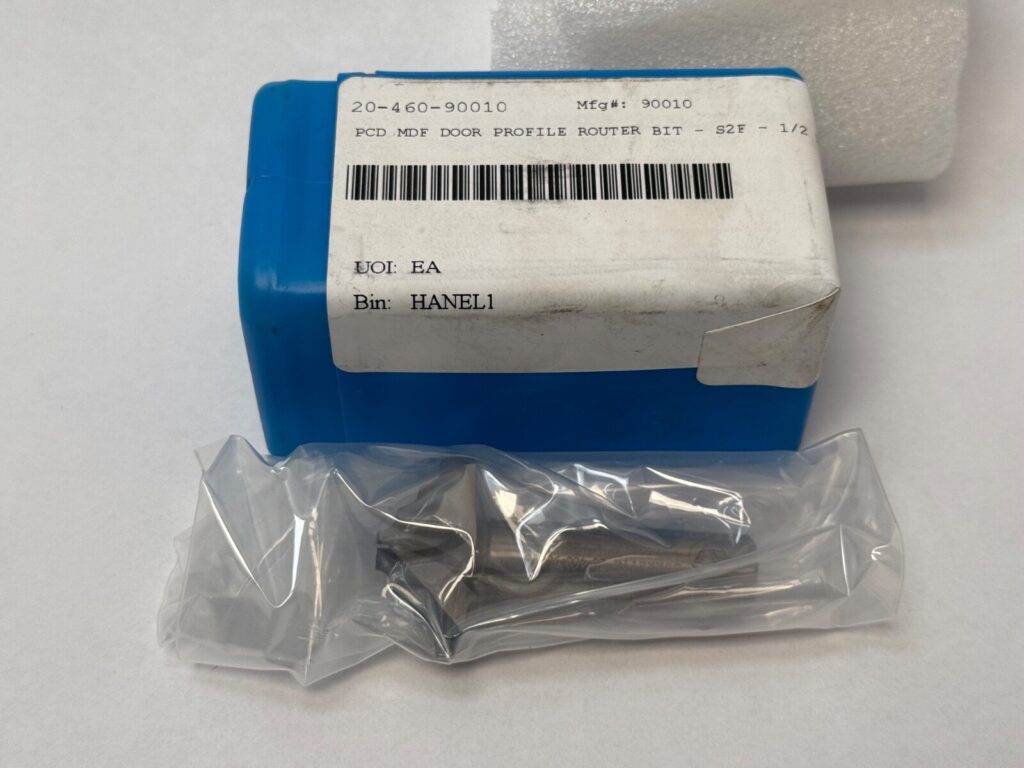 20-460-90010 Mfg#: 90010
PCD MDF DOOR PROFILE ROUTER BIT - S2F - 1/2
UOI: EA
Bin: HANEL1